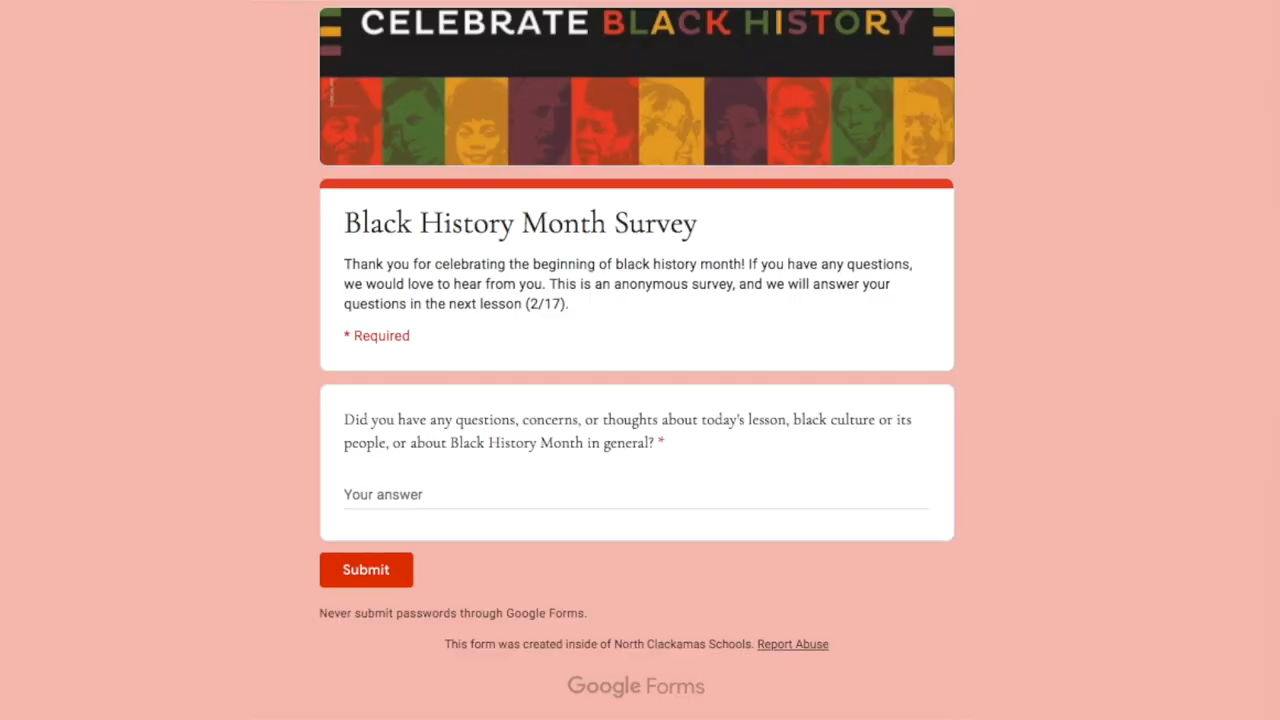 CELEBRATE BLACK HISTORY
Black History Month Survey
Thank you for celebrating the beginning of black history month! If you have any questions,
we would love to hear from you. This is an anonymous survey, and we will answer your
questions in the next lesson (2/17).
* Required
Did you have any questions, concerns, or thoughts about today's lesson, black culture or its
people, or about Black History Month in general? *
Your answer
Submit
Never submit passwords through Google Forms.
This form was created inside of North Clackamas Schools. Report Abuse
Google Forms